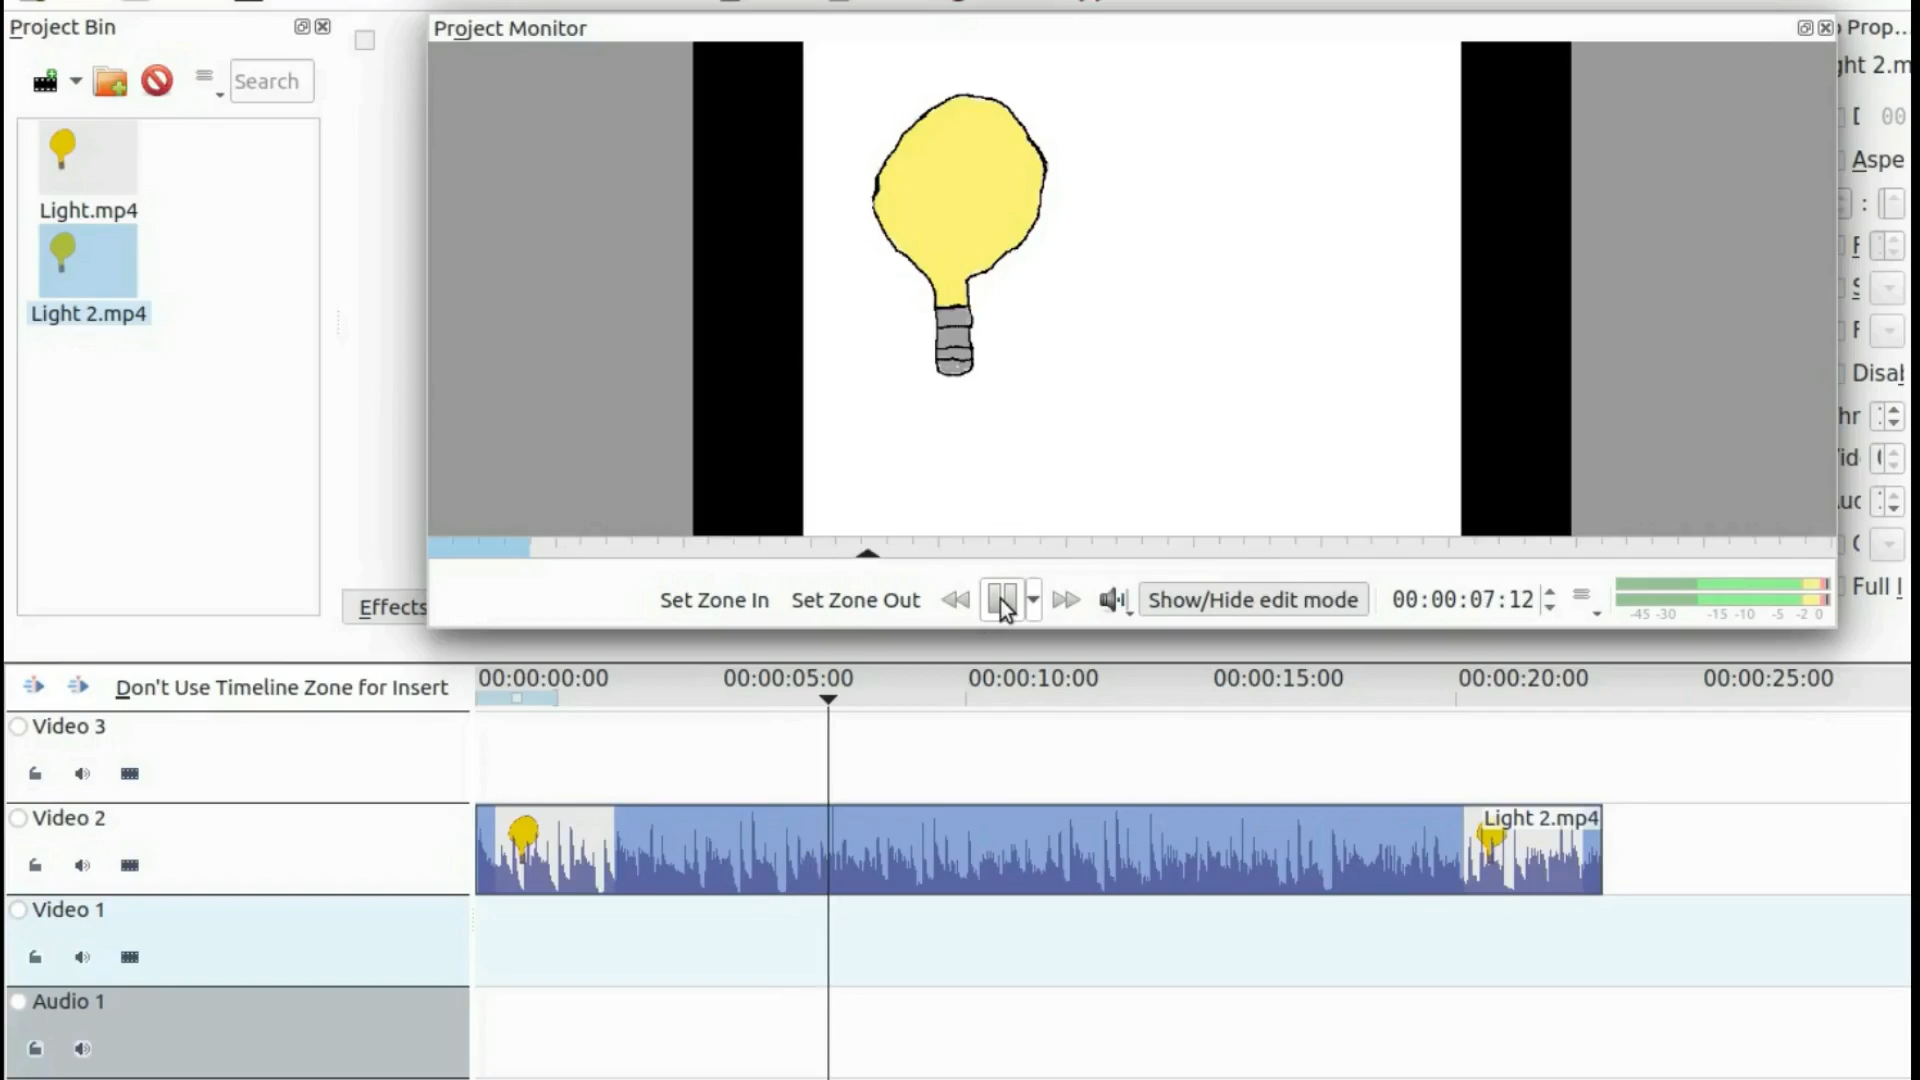 Project Bin
Search
Light.mp4
Light 2.mp4
Effects
Project Monitor
Set Zone In
Set Zone Out
Show/Hide edit mode
00:00:07:12
-45 -30 -15 -10 -5 -2 0
Prop...
ght 2.m
00
Aspe
:
Disal
Full
Don't Use Timeline Zone for Insert
00:00:00:00
00:00:05:00
00:00:10:00
00:00:15:00
00:00:20:00
00:00:25:00
Video 3
Video 2
Light 2.mp4
Video 1
Audio 1